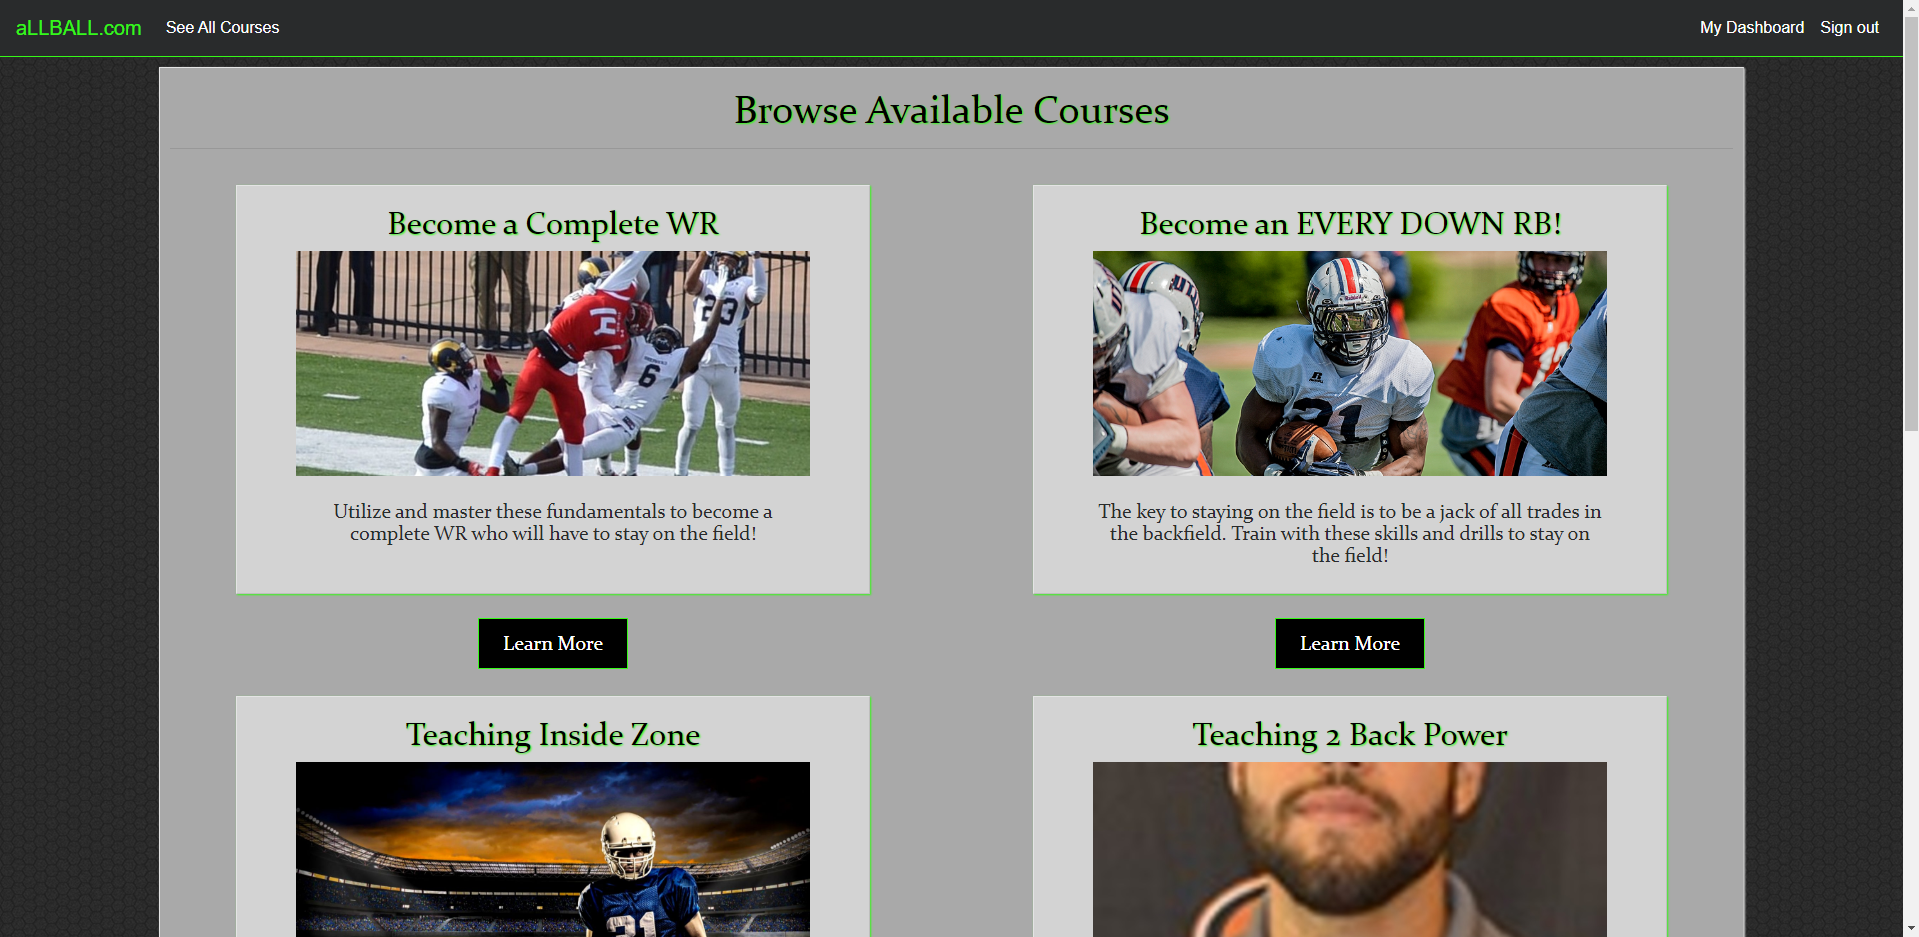 aLLBALL.com See All Courses My Dashboard Sign out
Browse Available Courses
Become a Complete WR
Become an EVERY DOWN RB!
23
6
21
Utilize and master these fundamentals to become a
complete WR who will have to stay on the field!
The key to staying on the field is to be a jack of all trades in
the backfield. Train with these skills and drills to stay on
the field!
Learn More
Learn More
Teaching Inside Zone
Teaching 2 Back Power
21